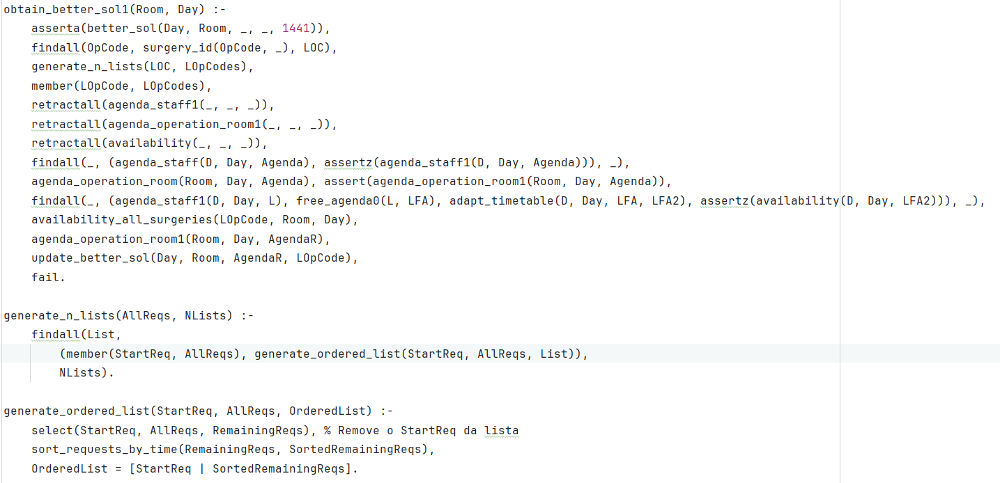 obtain_better_sol1(Room, Day) :-
    asserta(better_sol(Day, Room, _, _, 1441)),
    findall(OpCode, surgery_id(OpCode, _), LOC),
    generate_n_lists(LOC, LOpCodes),
    member(LOpCode, LOpCodes),
    retractall(agenda_staff1(_, _, _)),
    retractall(agenda_operation_room1(_, _, _)),
    retractall(availability(_, _, _)),
    findall(_, (agenda_staff(D, Day, Agenda), assertz(agenda_staff1(D, Day, Agenda))), _),
    agenda_operation_room(Room, Day, Agenda), assert(agenda_operation_room1(Room, Day, Agenda)),
    findall(_, (agenda_staff1(D, Day, L), free_agenda0(L, LFA), adapt_timetable(D, Day, LFA, LFA2), assertz(availability(D, Day, LFA2))), _),
    availability_all_surgeries(LOpCode, Room, Day),
    agenda_operation_room1(Room, Day, AgendaR),
    update_better_sol(Day, Room, AgendaR, LOpCode),
    fail.

generate_n_lists(AllReqs, NLists) :-
    findall(List,
        (member(StartReq, AllReqs), generate_ordered_list(StartReq, AllReqs, List)),
        NLists).

generate_ordered_list(StartReq, AllReqs, OrderedList) :-
    select(StartReq, AllReqs, RemainingReqs), % Remove o StartReq da lista
    sort_requests_by_time(RemainingReqs, SortedRemainingReqs),
    OrderedList = [StartReq | SortedRemainingReqs].